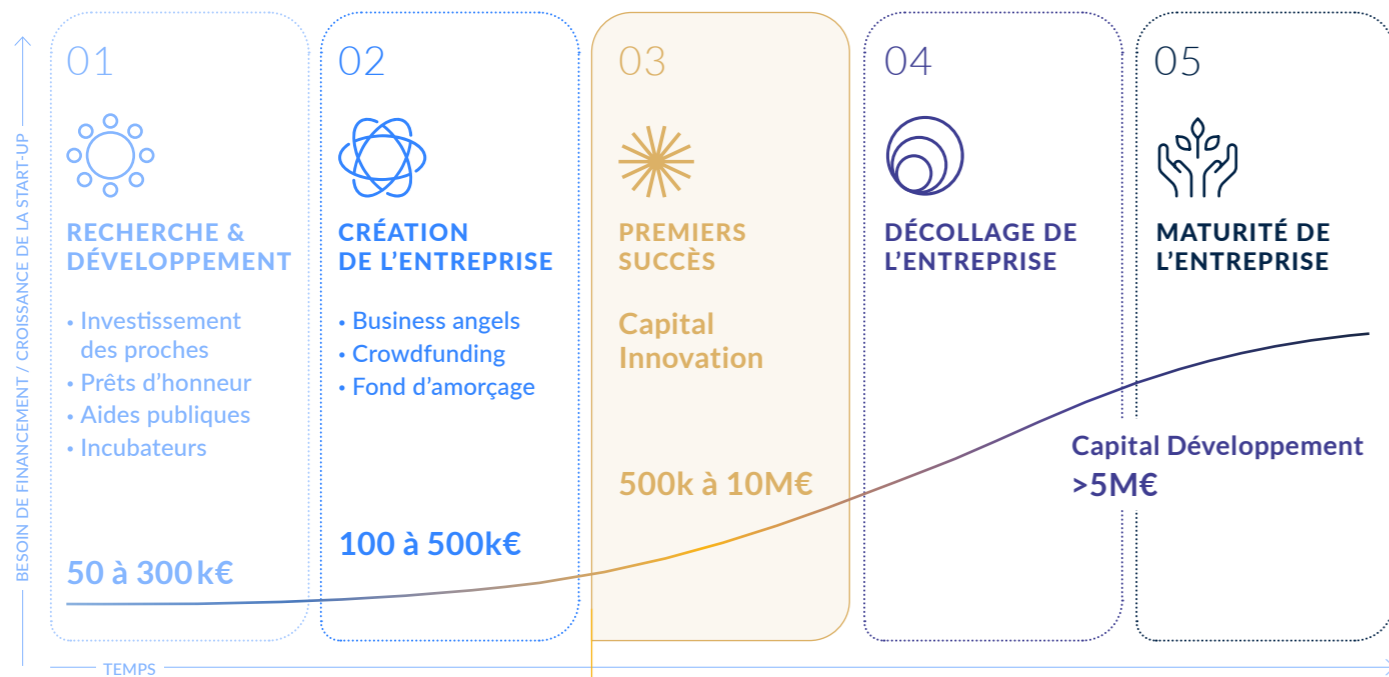 BESOIN DE FINANCEMENT / CROISSANCE DE LA START-UP
01
RECHERCHE &
DÉVELOPPEMENT
• Investissement
des proches
• Prêts d’honneur
• Aides publiques
• Incubateurs
50 à 300k€
02
CRÉATION
DE L’ENTREPRISE
• Business angels
• Crowdfunding
• Fond d’amorçage
100 à 500k€
03
PREMIERS
SUCCÈS
Capital
Innovation
500k à 10M€
04
DÉCOLLAGE DE
L’ENTREPRISE
05
MATURITÉ DE
L’ENTREPRISE
Capital Développement
>5M€
TEMPS